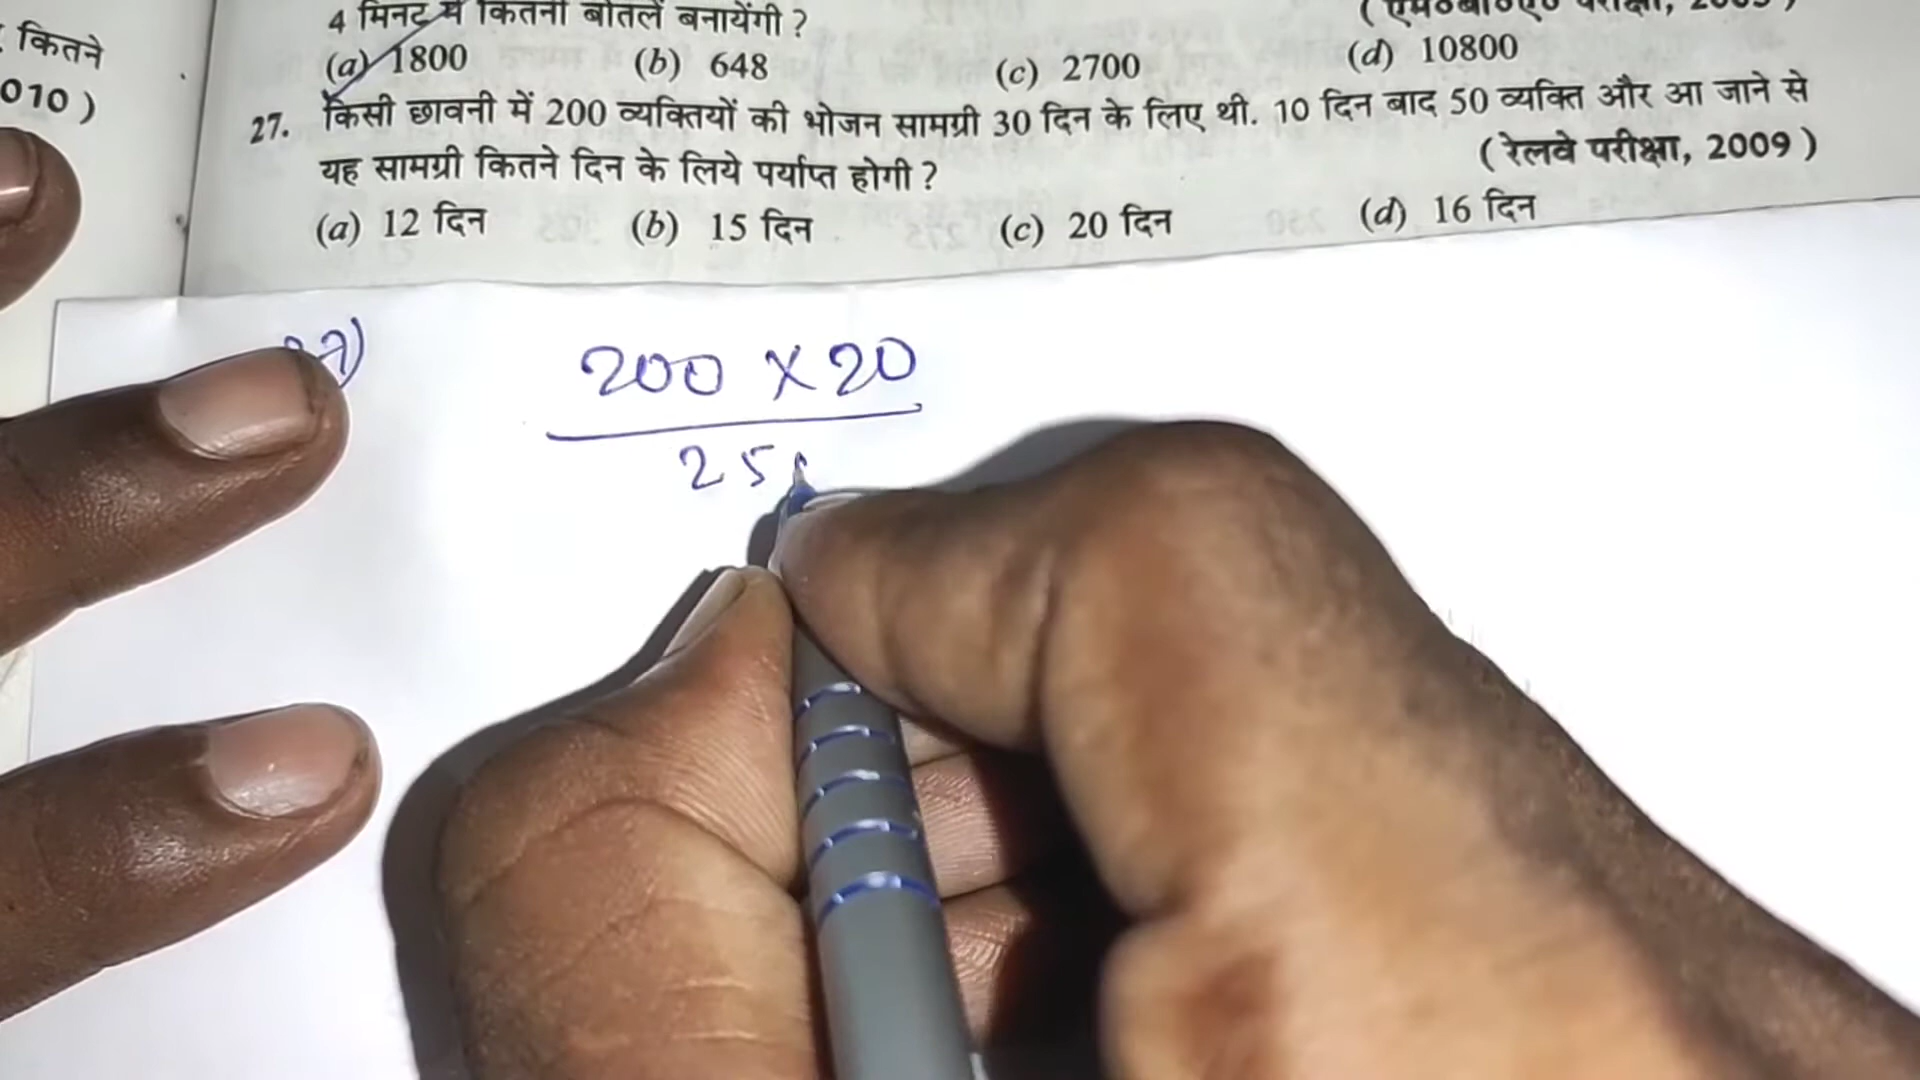 कितने
010 )
4 मिनट में कितनी बोतलें बनायेंगी ?
(a) 1800 (b) 648 (c) 2700 (d) 10800
27. किसी छावनी में 200 व्यक्तियों की भोजन सामग्री 30 दिन के लिए थी. 10 दिन बाद 50 व्यक्ति और आ जाने से
यह सामग्री कितने दिन के लिये पर्याप्त होगी ? ( रेलवे परीक्षा, 2009 )
(a) 12 दिन (b) 15 दिन (c) 20 दिन (d) 16 दिन
200 × 20
25